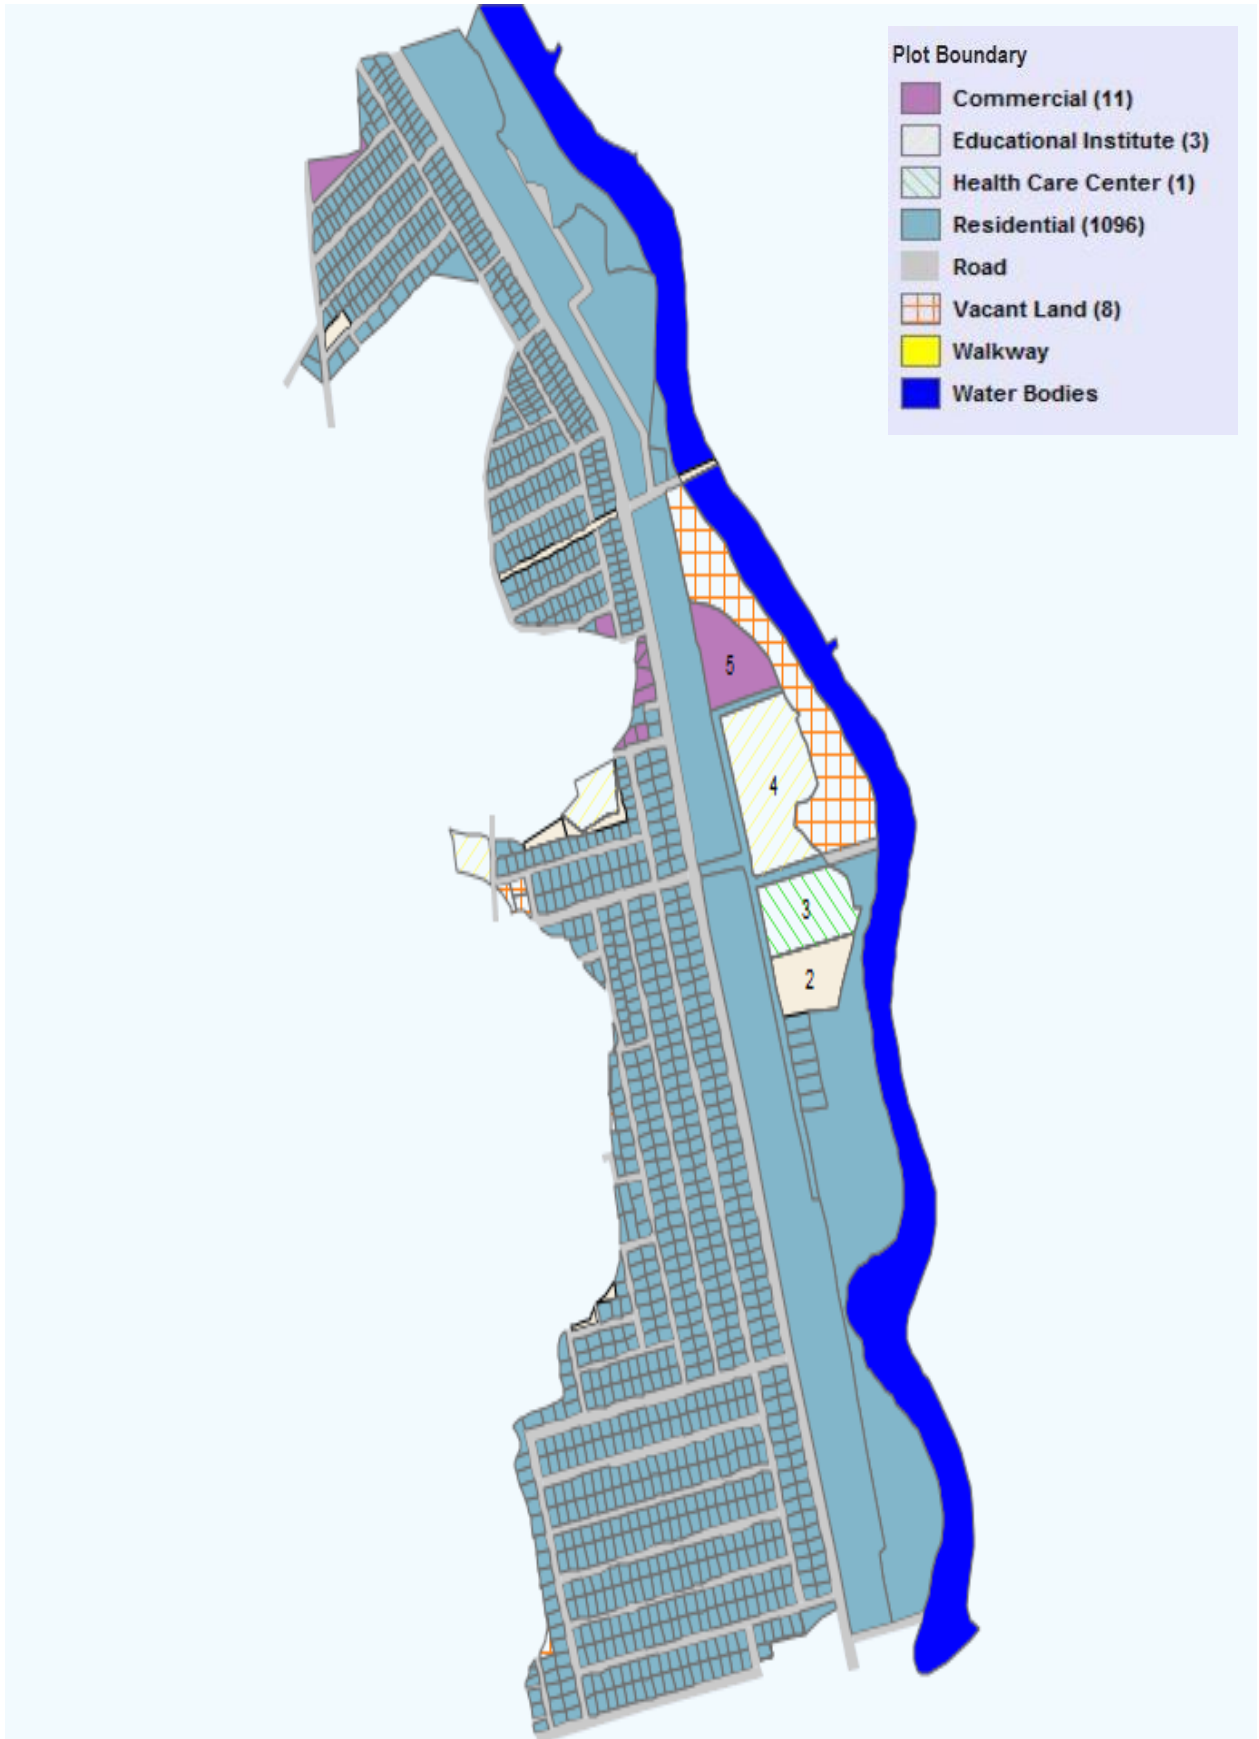 Plot Boundary
Commercial (11)
Educational Institute (3)
Health Care Center (1)
Residential (1096)
Road
Vacant Land (8)
Walkway
Water Bodies
5
4
3
2